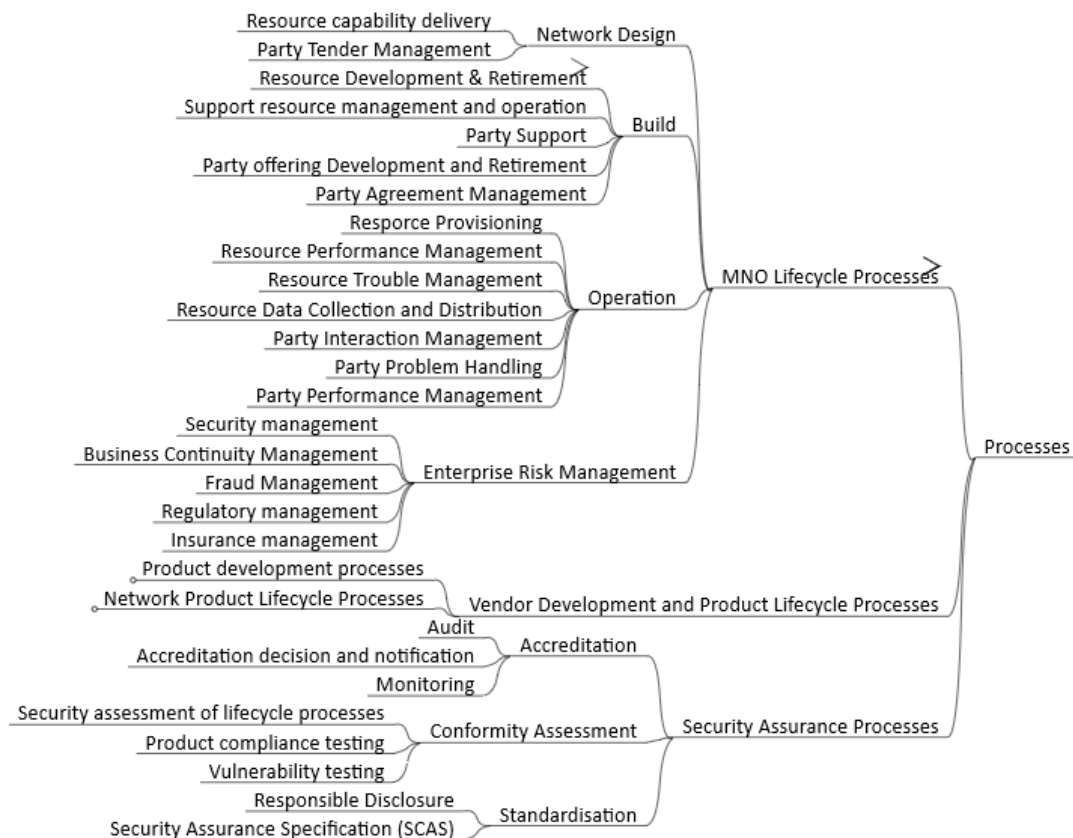 Resource capability delivery
Party Tender Management
Network Design
Resource Development & Retirement
Support resource management and operation
Party Support
Party offering Development and Retirement
Party Agreement Management
Build
Resporce Provisioning
Resource Performance Management
Resource Trouble Management
Resource Data Collection and Distribution
Party Interaction Management
Party Problem Handling
Party Performance Management
Operation
MNO Lifecycle Processes
Security management
Business Continuity Management
Fraud Management
Regulatory management
Insurance management
Enterprise Risk Management
Processes
Product development processes
Network Product Lifecycle Processes
Vendor Development and Product Lifecycle Processes
Audit
Accreditation decision and notification
Monitoring
Accreditation
Security assessment of lifecycle processes
Product compliance testing
Vulnerability testing
Conformity Assessment
Security Assurance Processes
Responsible Disclosure
Security Assurance Specification (SCAS)
Standardisation